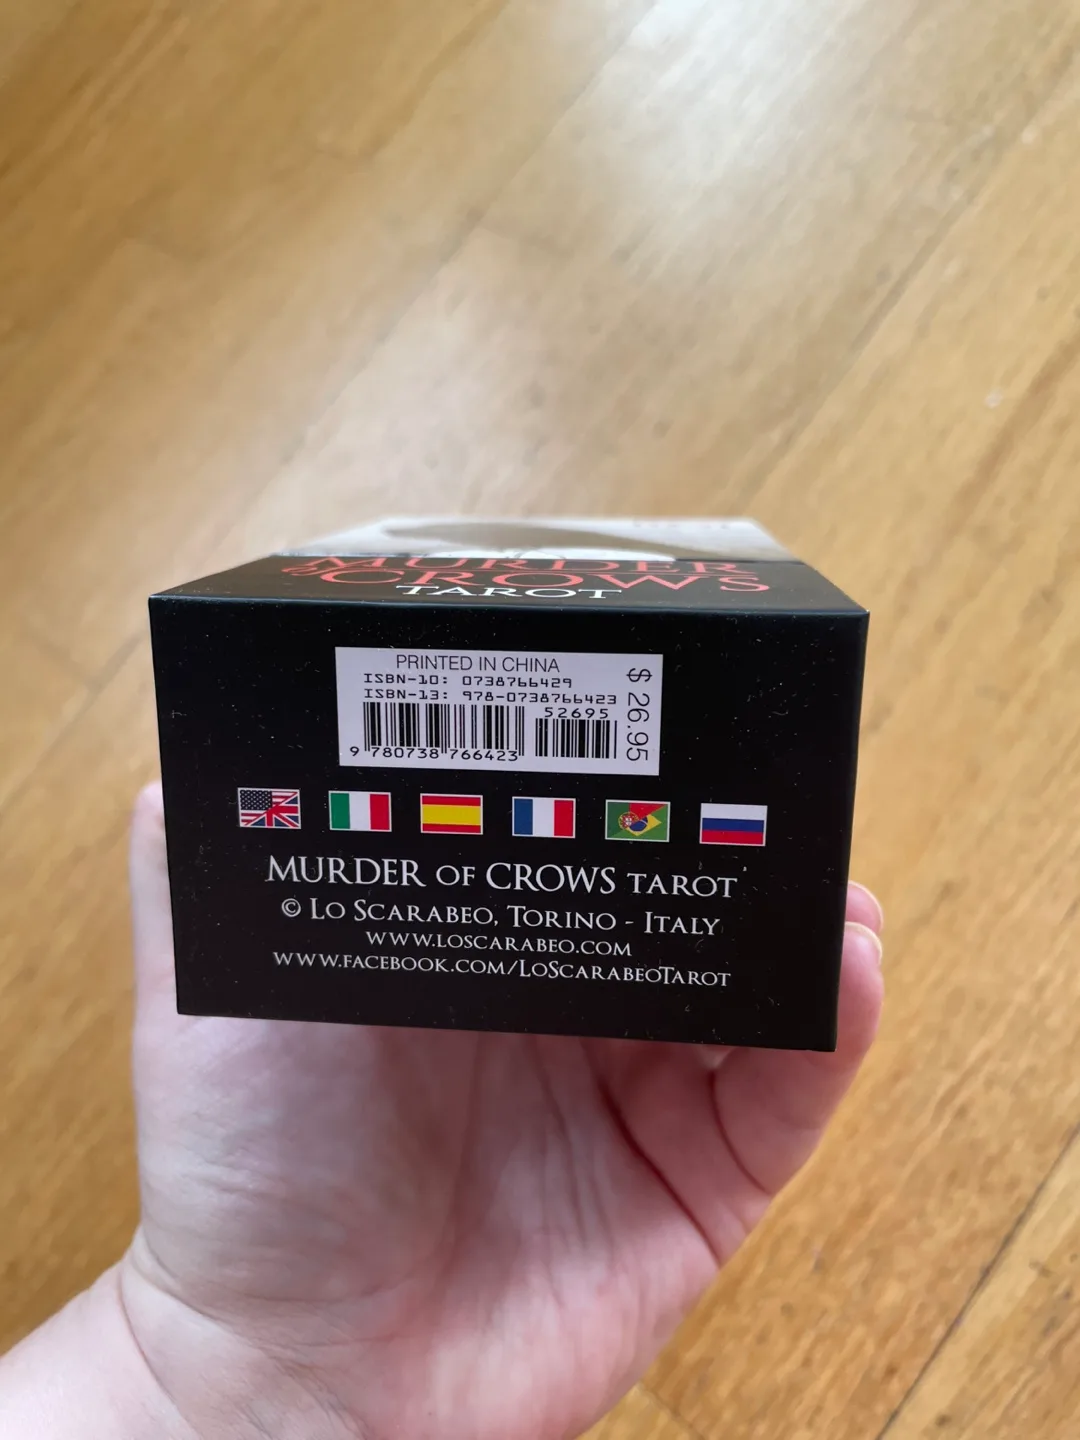 MURDER
of CROWS
TAROT
PRINTED IN CHINA
ISBN-10: 0738766429
ISBN-13: 978-0738766423
52695
9 780738 766423
$ 26.95
MURDER OF CROWS TAROT
© LO SCARABEO, TORINO - ITALY
WWW.LOSCARABEO.COM
WWW.FACEBOOK.COM/LOSCARABEOTAROT